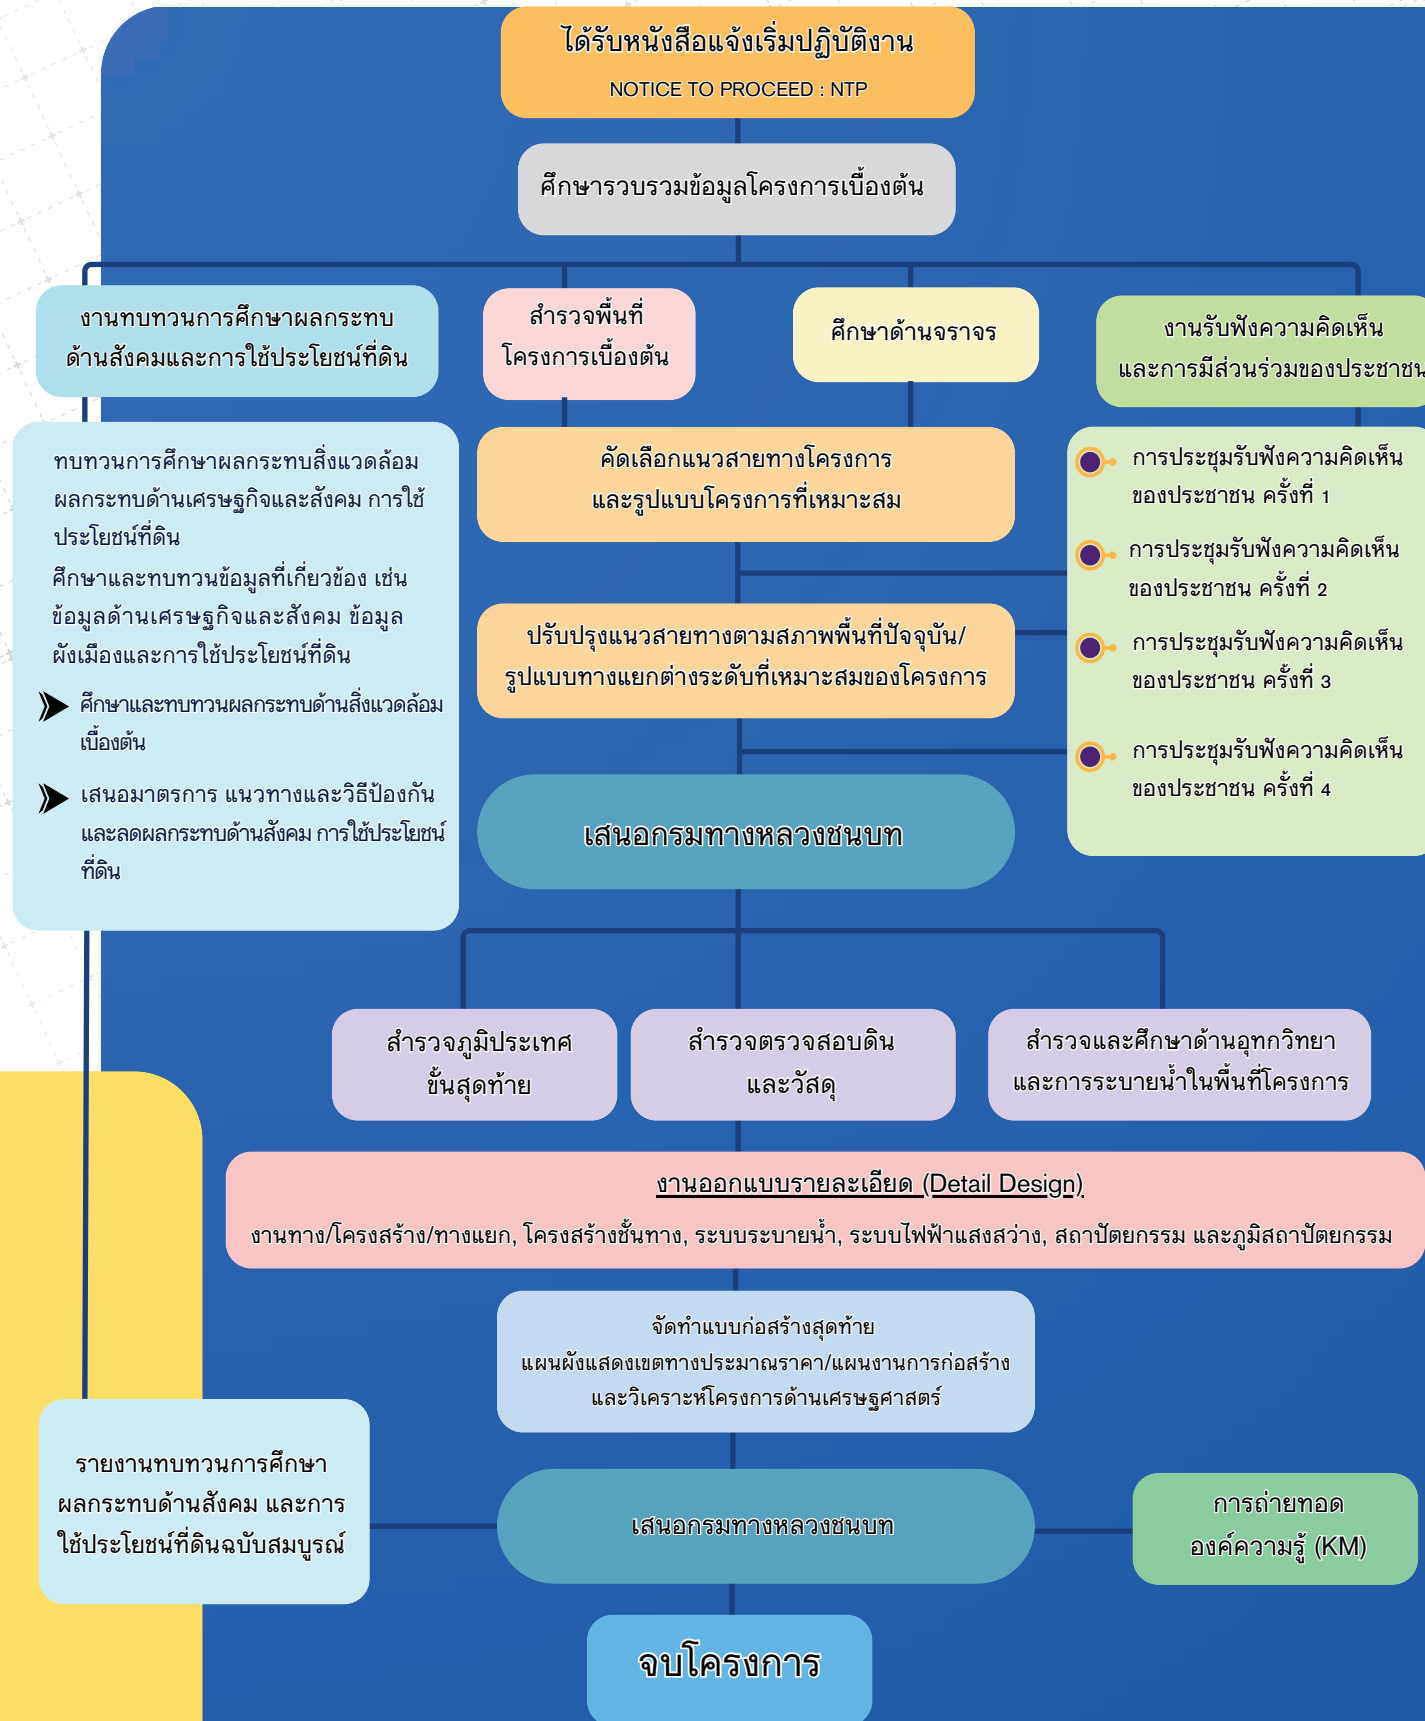 ได้รับหนังสือแจ้งเริ่มปฏิบัติงาน
NOTICE TO PROCEED : NTP
ศึกษารวบรวมข้อมูลโครงการเบื้องต้น
งานทบทวนการศึกษาผลกระทบ
ด้านสังคมและการใช้ประโยชน์ที่ดิน
สำรวจพื้นที่
โครงการเบื้องต้น
ศึกษาด้านจราจร
งานรับฟังความคิดเห็น
และการมีส่วนร่วมของประชาชน
ทบทวนการศึกษาผลกระทบสิ่งแวดล้อม
ผลกระทบด้านเศรษฐกิจและสังคม การใช้
ประโยชน์ที่ดิน
ศึกษาและทบทวนข้อมูลที่เกี่ยวข้อง เช่น
ข้อมูลด้านเศรษฐกิจและสังคม ข้อมูล
ผังเมืองและการใช้ประโยชน์ที่ดิน
ศึกษาและทบทวนผลกระทบด้านสิ่งแวดล้อม
เบื้องต้น
เสนอมาตรการ แนวทางและวิธีป้องกัน
และลดผลกระทบด้านสังคม การใช้ประโยชน์
ที่ดิน
คัดเลือกแนวสายทางโครงการ
และรูปแบบโครงการที่เหมาะสม
ปรับปรุงแนวสายทางตามสภาพพื้นที่ปัจจุบัน/
รูปแบบทางแยกต่างระดับที่เหมาะสมของโครงการ
การประชุมรับฟังความคิดเห็น
ของประชาชน ครั้งที่ 1
การประชุมรับฟังความคิดเห็น
ของประชาชน ครั้งที่ 2
การประชุมรับฟังความคิดเห็น
ของประชาชน ครั้งที่ 3
การประชุมรับฟังความคิดเห็น
ของประชาชน ครั้งที่ 4
เสนอกรมทางหลวงชนบท
สำรวจภูมิประเทศ
ขั้นสุดท้าย
สำรวจตรวจสอบดิน
และวัสดุ
สำรวจและศึกษาด้านอุทกวิทยา
และการระบายน้ำในพื้นที่โครงการ
งานออกแบบรายละเอียด (Detail Design)
งานทาง/โครงสร้าง/ทางแยก, โครงสร้างชั้นทาง, ระบบระบายน้ำ, ระบบไฟฟ้าแสงสว่าง, สถาปัตยกรรม และภูมิสถาปัตยกรรม
จัดทำแบบก่อสร้างสุดท้าย
แผนผังแสดงเขตทางประมาณราคา/แผนงานการก่อสร้าง
และวิเคราะห์โครงการด้านเศรษฐศาสตร์
รายงานทบทวนการศึกษา
ผลกระทบด้านสังคม และการ
ใช้ประโยชน์ที่ดินฉบับสมบูรณ์
เสนอกรมทางหลวงชนบท
การถ่ายทอด
องค์ความรู้ (KM)
จบโครงการ